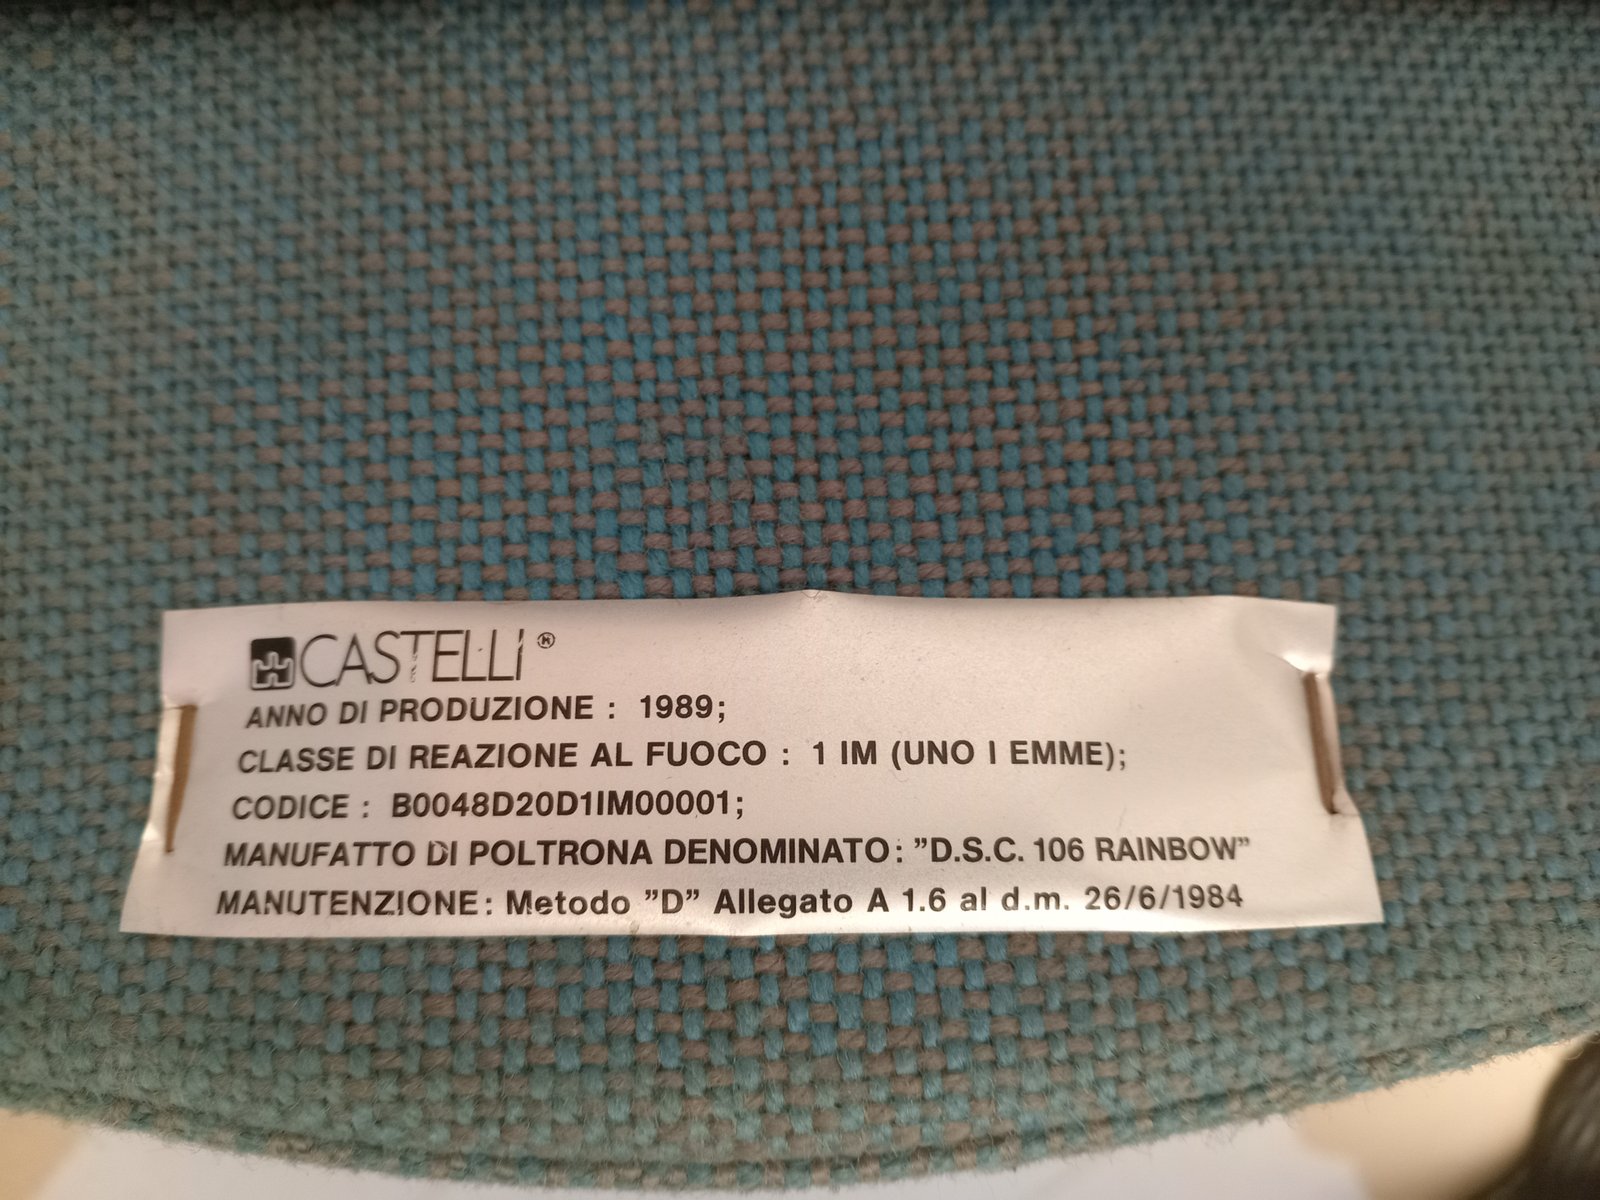 CASTELLI ®
ANNO DI PRODUZIONE : 1989;
CLASSE DI REAZIONE AL FUOCO : 1 IM (UNO I EMME);
CODICE : B0048D20D1IM00001;
MANUFATTO DI POLTRONA DENOMINATO: ”D.S.C. 106 RAINBOW”
MANUTENZIONE: Metodo ”D” Allegato A 1.6 al d.m. 26/6/1984